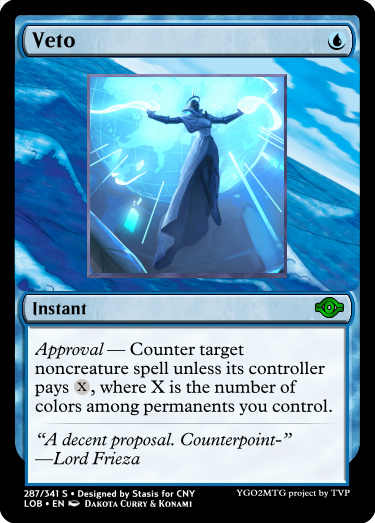 Veto
Instant
Approval — Counter target
noncreature spell unless its controller
pays X, where X is the number of
colors among permanents you control.
“A decent proposal. Counterpoint-”
—Lord Frieza
287/341 S • Designed by Stasis for CNY
YGO2MTG project by TVP
LOB • EN Dakota Curry & Konami